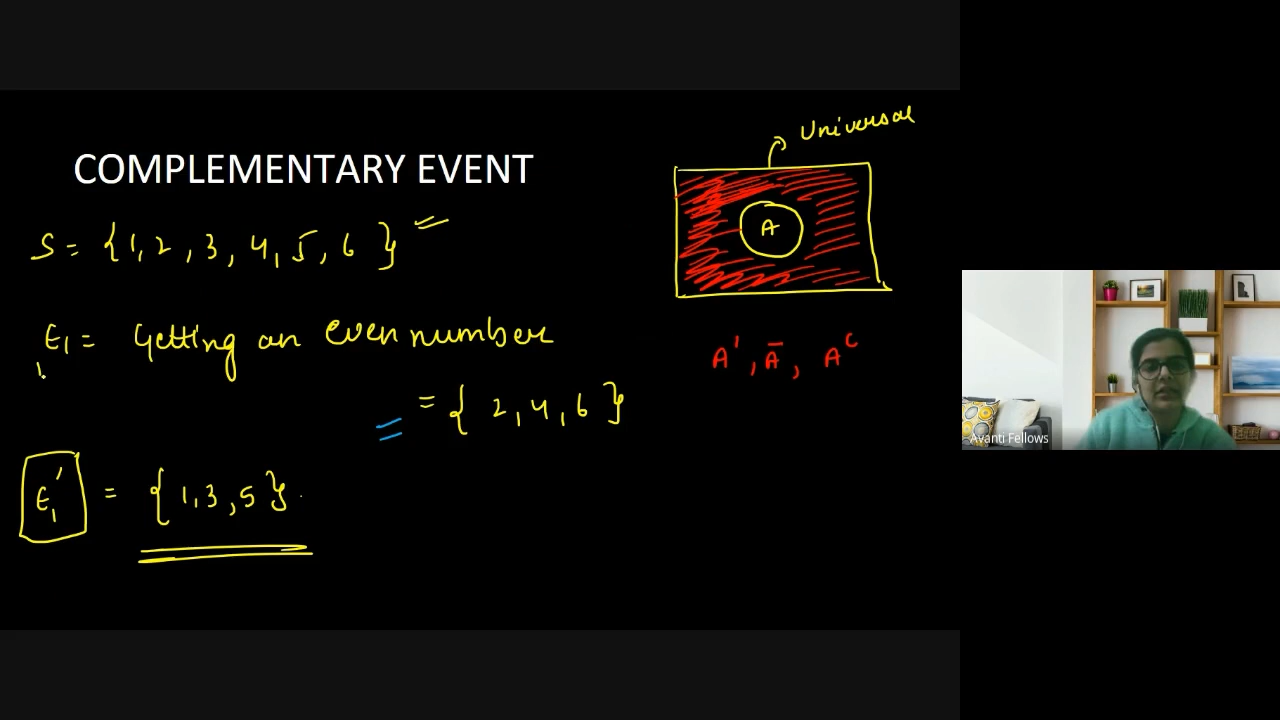 COMPLEMENTARY EVENT
S = {1, 2, 3, 4, 5, 6}
E₁ = Getting an even number
= {2, 4, 6}
E₁' = {1, 3, 5}
Universal
A
A', Ā, Aᶜ
Avanti Fellows